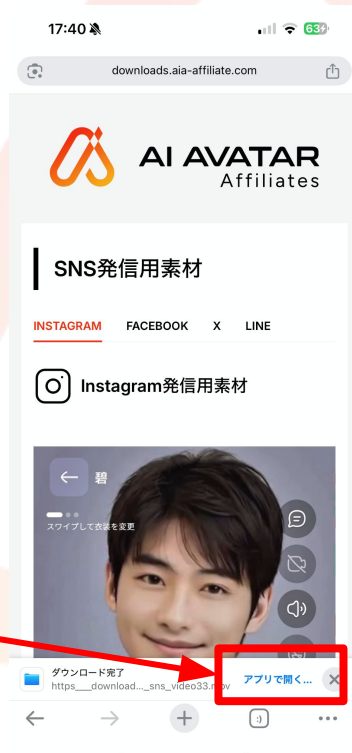 17:40
63
downloads.aia-affiliate.com
AI AVATAR
Affiliates
SNS発信用素材
INSTAGRAM FACEBOOK X LINE
Instagram発信用素材
碧
スワイプして衣装を変更
ダウンロード完了
https___download..._sns_video33.mov
アプリで開く...